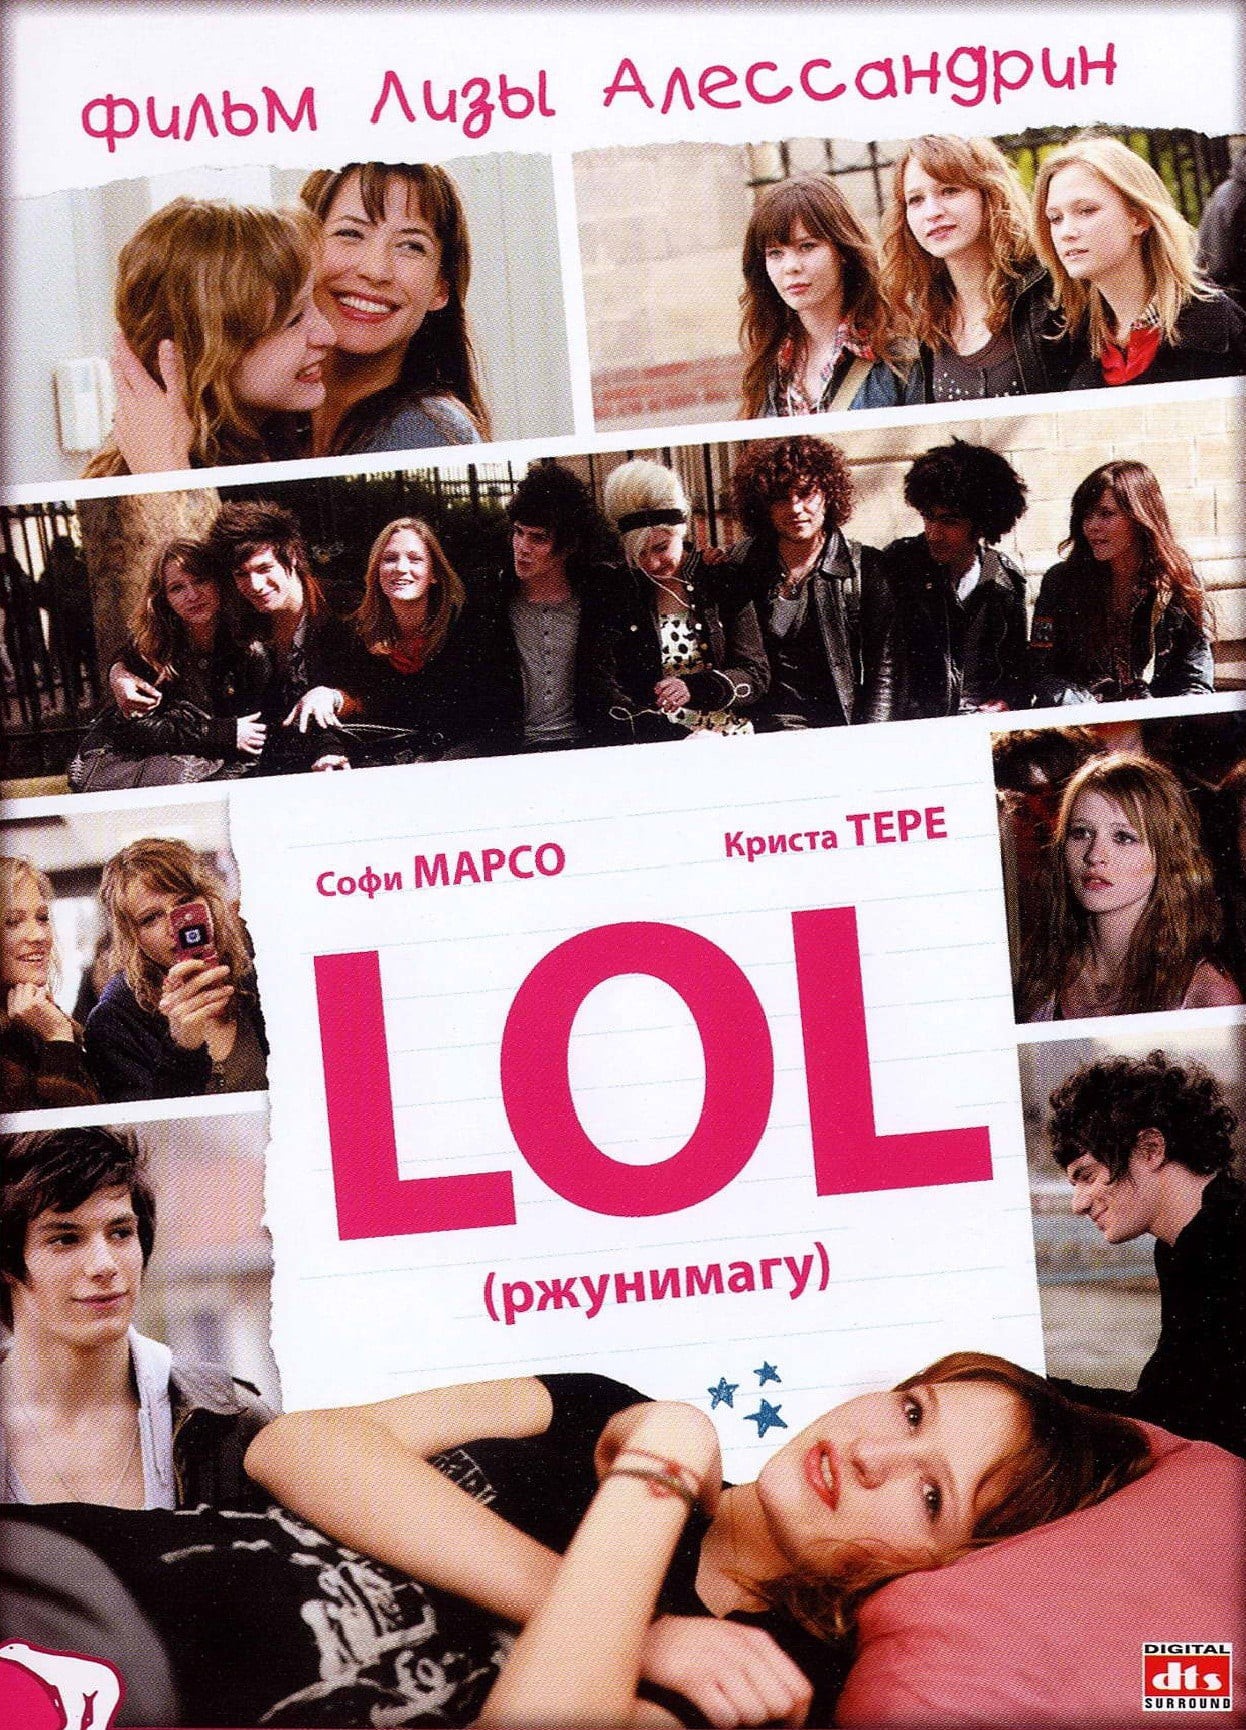 Фильм Лизы Алессандрин
Софи МАРСО
Криста ТЕРЕ
LOL
(ржунимагу)
DIGITAL
dts
SURROUND